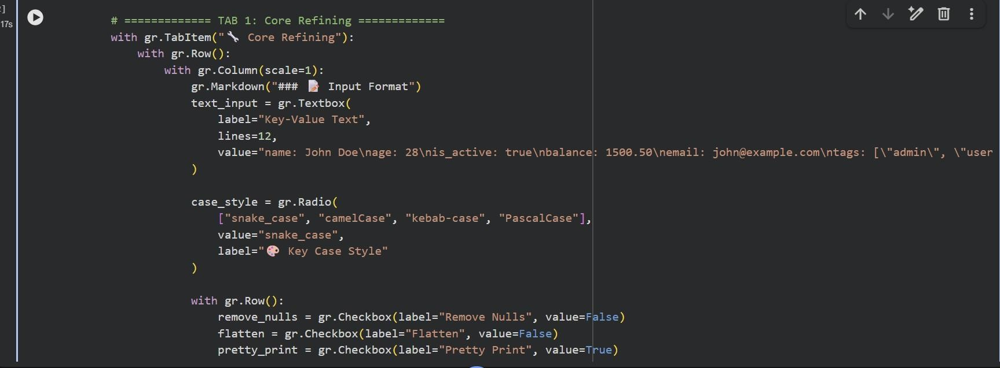 ]
17s
# ============= TAB 1: Core Refining =============
with gr.TabItem("🔧 Core Refining"):
with gr.Row():
with gr.Column(scale=1):
gr.Markdown("### 📝 Input Format")
text_input = gr.Textbox(
label="Key-Value Text",
lines=12,
value="name: John Doe\nage: 28\nis_active: true\nbalance: 1500.50\nemail: john@example.com\ntags: [\"admin\", \"user
)
case_style = gr.Radio(
["snake_case", "camelCase", "kebab-case", "PascalCase"],
value="snake_case",
label="🎨 Key Case Style"
)
with gr.Row():
remove_nulls = gr.Checkbox(label="Remove Nulls", value=False)
flatten = gr.Checkbox(label="Flatten", value=False)
pretty_print = gr.Checkbox(label="Pretty Print", value=True)